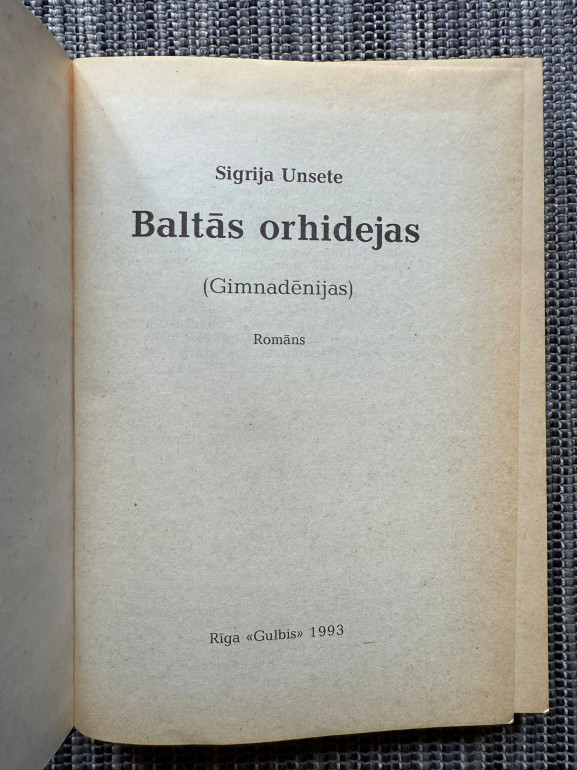 Sigrija Unsete
Baltās orhidejas
(Gimnadēnijas)
Romāns
Rīga «Gulbis» 1993